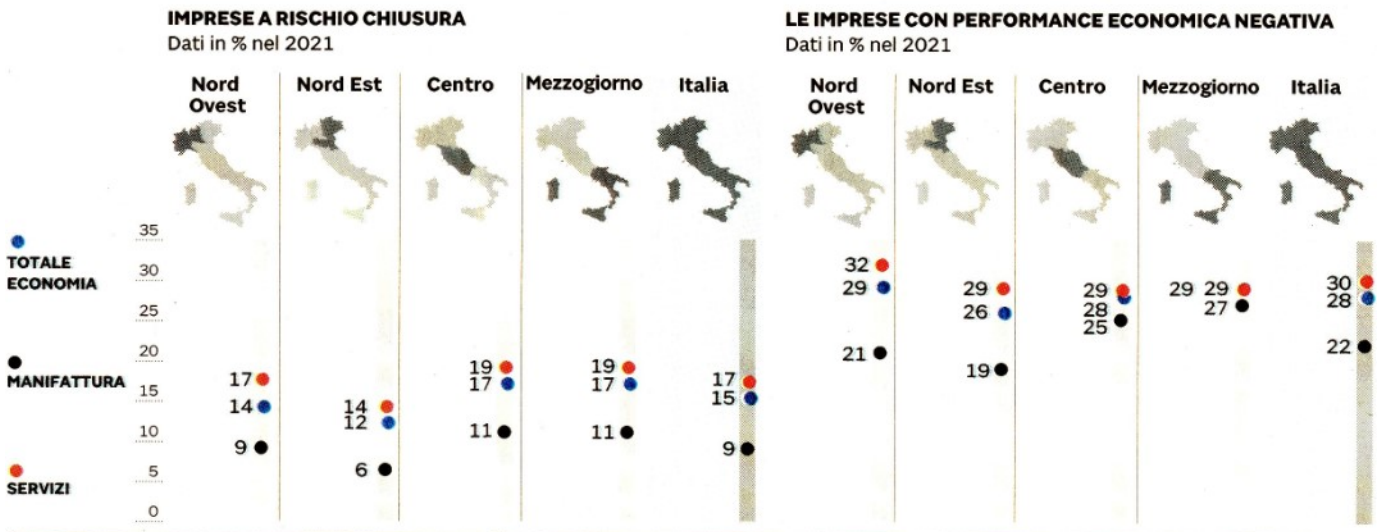 IMPRESE A RISCHIO CHIUSURA
Dati in % nel 2021
Nord
Ovest
Nord Est
Centro
Mezzogiorno
Italia
35
30
25
20
15
10
5
0
TOTALE
ECONOMIA
MANIFATTURA
SERVIZI
17
14
9
14
12
6
19
17
11
19
17
11
17
15
9
LE IMPRESE CON PERFORMANCE ECONOMICA NEGATIVA
Dati in % nel 2021
Nord
Ovest
Nord Est
Centro
Mezzogiorno
Italia
32
29
21
29
26
19
29
28
25
29 29
27
30
28
22